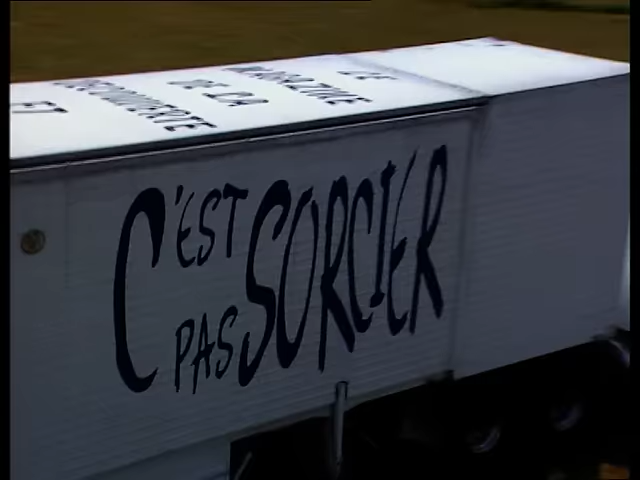 LE
MAGAZINE
DE LA
DECOUVERTE
ET
C'EST
PAS SORCIER